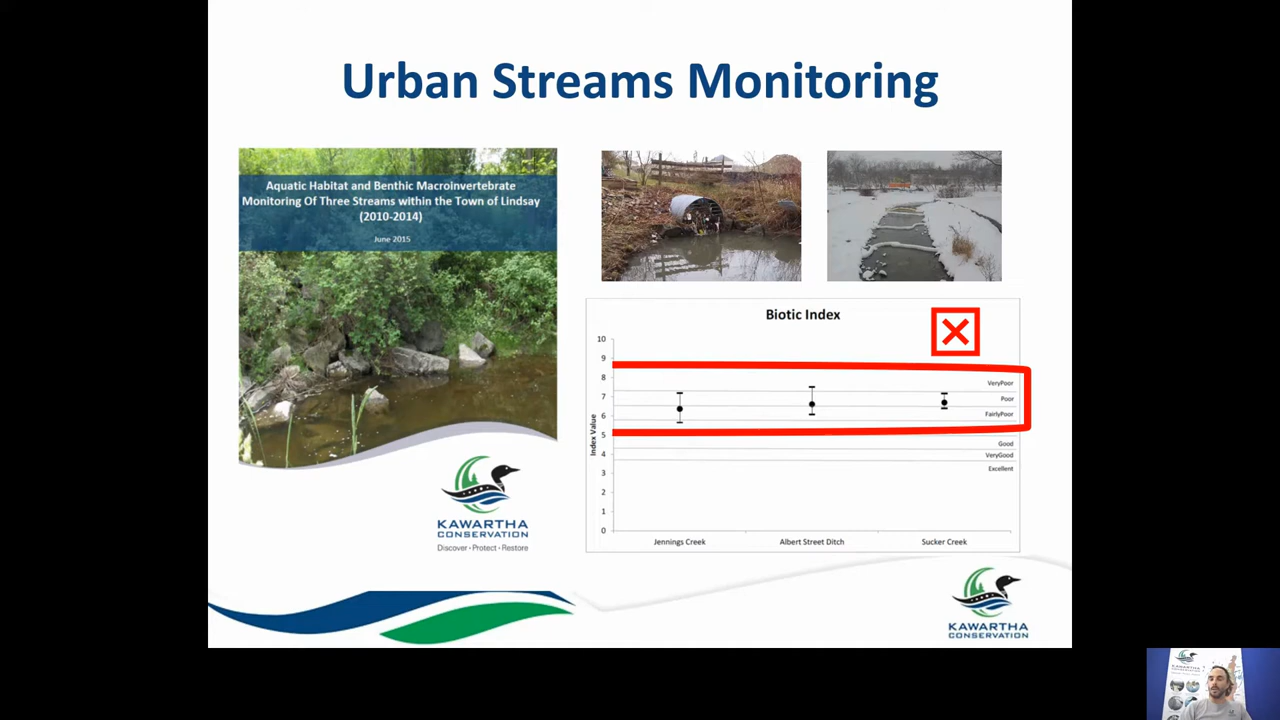 Urban Streams Monitoring
Aquatic Habitat and Benthic Macroinvertebrate
Monitoring Of Three Streams within the Town of Lindsay
(2010-2014)
June 2015
KAWARTHA
CONSERVATION
Discover · Protect · Restore
Biotic Index
Index Value
10
9
8
7
6
5
4
3
2
1
0
VeryPoor
Poor
FairlyPoor
Good
VeryGood
Excellent
Jennings Creek
Albert Street Ditch
Sucker Creek
KAWARTHA
CONSERVATION
KAWARTHA
CONSERVATION